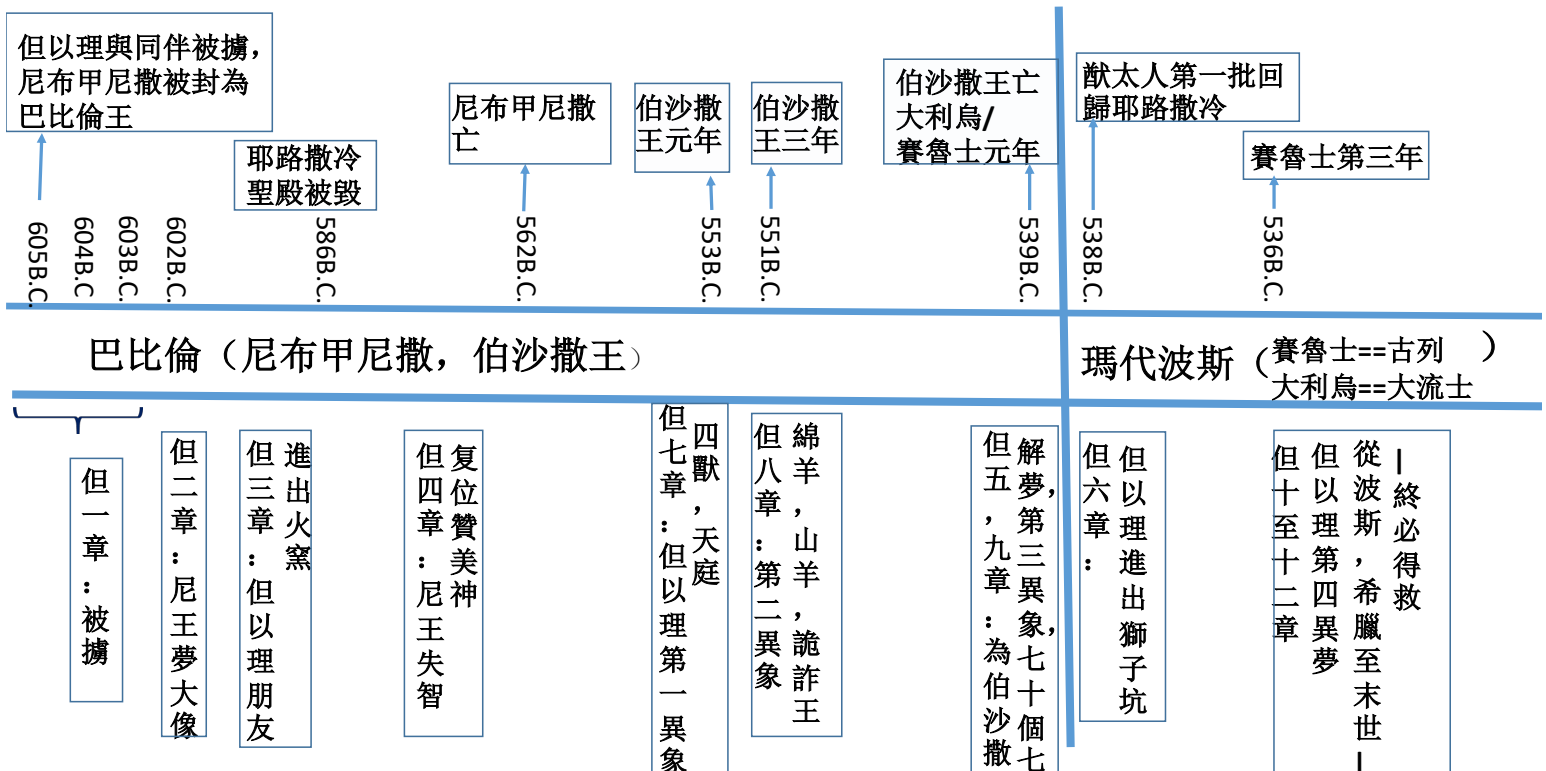 但以理與同伴被擄，
尼布甲尼撒被封為
巴比倫王
耶路撒冷
聖殿被毀
尼布甲尼撒
亡
伯沙撒
王元年
伯沙撒
王三年
伯沙撒王亡
大利烏/
賽魯士元年
猷太人第一批回
歸耶路撒冷
賽魯士第三年
605B.C.
604B.C
603B.C.
602B.C.
586B.C.
562B.C.
553B.C.
551B.C.
539B.C.
538B.C.
536B.C.
巴比倫（尼布甲尼撒，伯沙撒王）
瑪代波斯（賽魯士==古列）
大利烏==大流士
但一章：被擄
但二章：尼王夢大像
但三章：但以理朋友
進出火窯
但四章：尼王失智
复位贊美神
但七章：但以理第一異象
四獸，天庭
但八章：第二異象
綿羊，山羊，詭詐王
但五，九章：為伯沙撒
解夢，第三異象，七十個七
但六章：
但以理進出獅子坑
但十至十二章
但以理第四異夢
從波斯，希臘至末世|
|終必得救